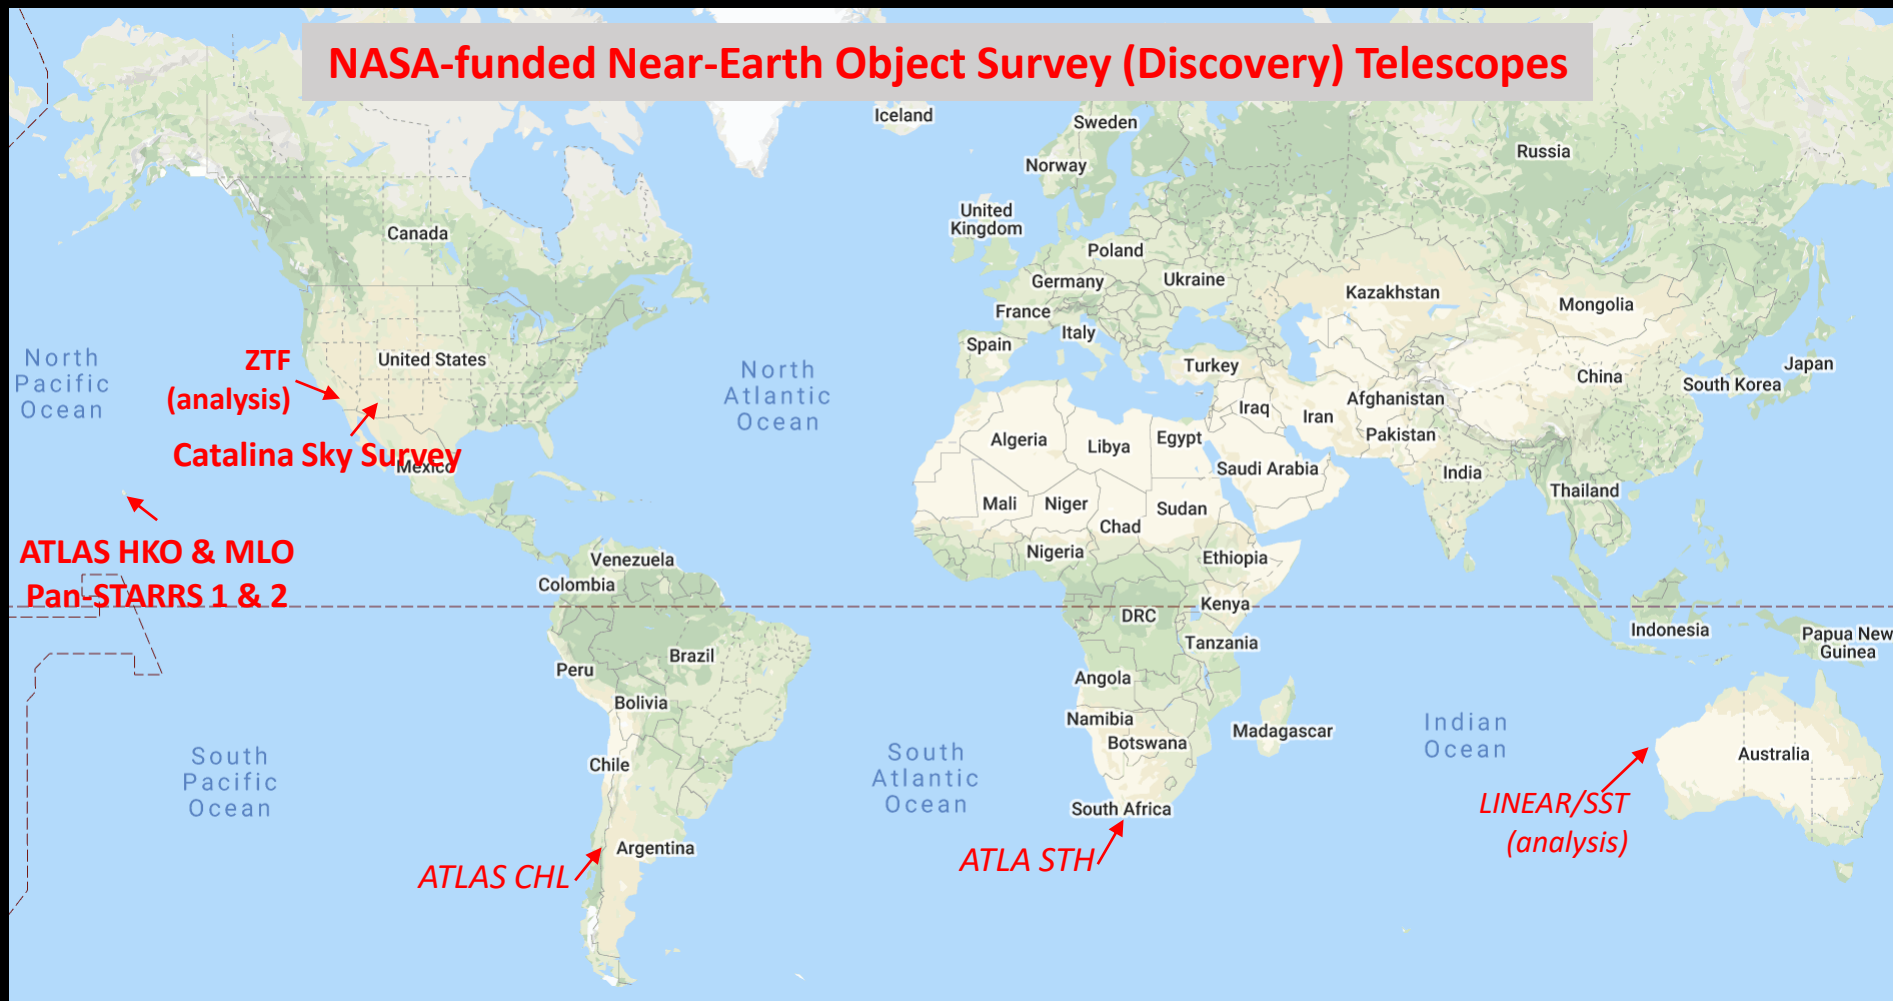 NASA-funded Near-Earth Object Survey (Discovery) Telescopes
Iceland
Sweden
Norway
Russia
United
Kingdom
Canada
Poland
Germany
Ukraine
Kazakhstan
Mongolia
France
Italy
Spain
North
Pacific
Ocean
ZTF
(analysis)
United States
North
Atlantic
Ocean
Turkey
Japan
China
South Korea
Afghanistan
Iraq
Iran
Pakistan
Algeria
Libya
Egypt
Catalina Sky Survey
Mexico
Saudi Arabia
India
Thailand
Mali
Niger
Sudan
Chad
ATLAS HKO & MLO
Pan-STARRS 1 & 2
Venezuela
Colombia
Nigeria
Ethiopia
Kenya
DRC
Indonesia
Papua New
Guinea
Tanzania
Brazil
Peru
Angola
Bolivia
Namibia
Botswana
Madagascar
Indian
Ocean
South
Pacific
Ocean
Chile
South
Atlantic
Ocean
Australia
South Africa
LINEAR/SST
(analysis)
Argentina
ATLAS CHL
ATLA STH